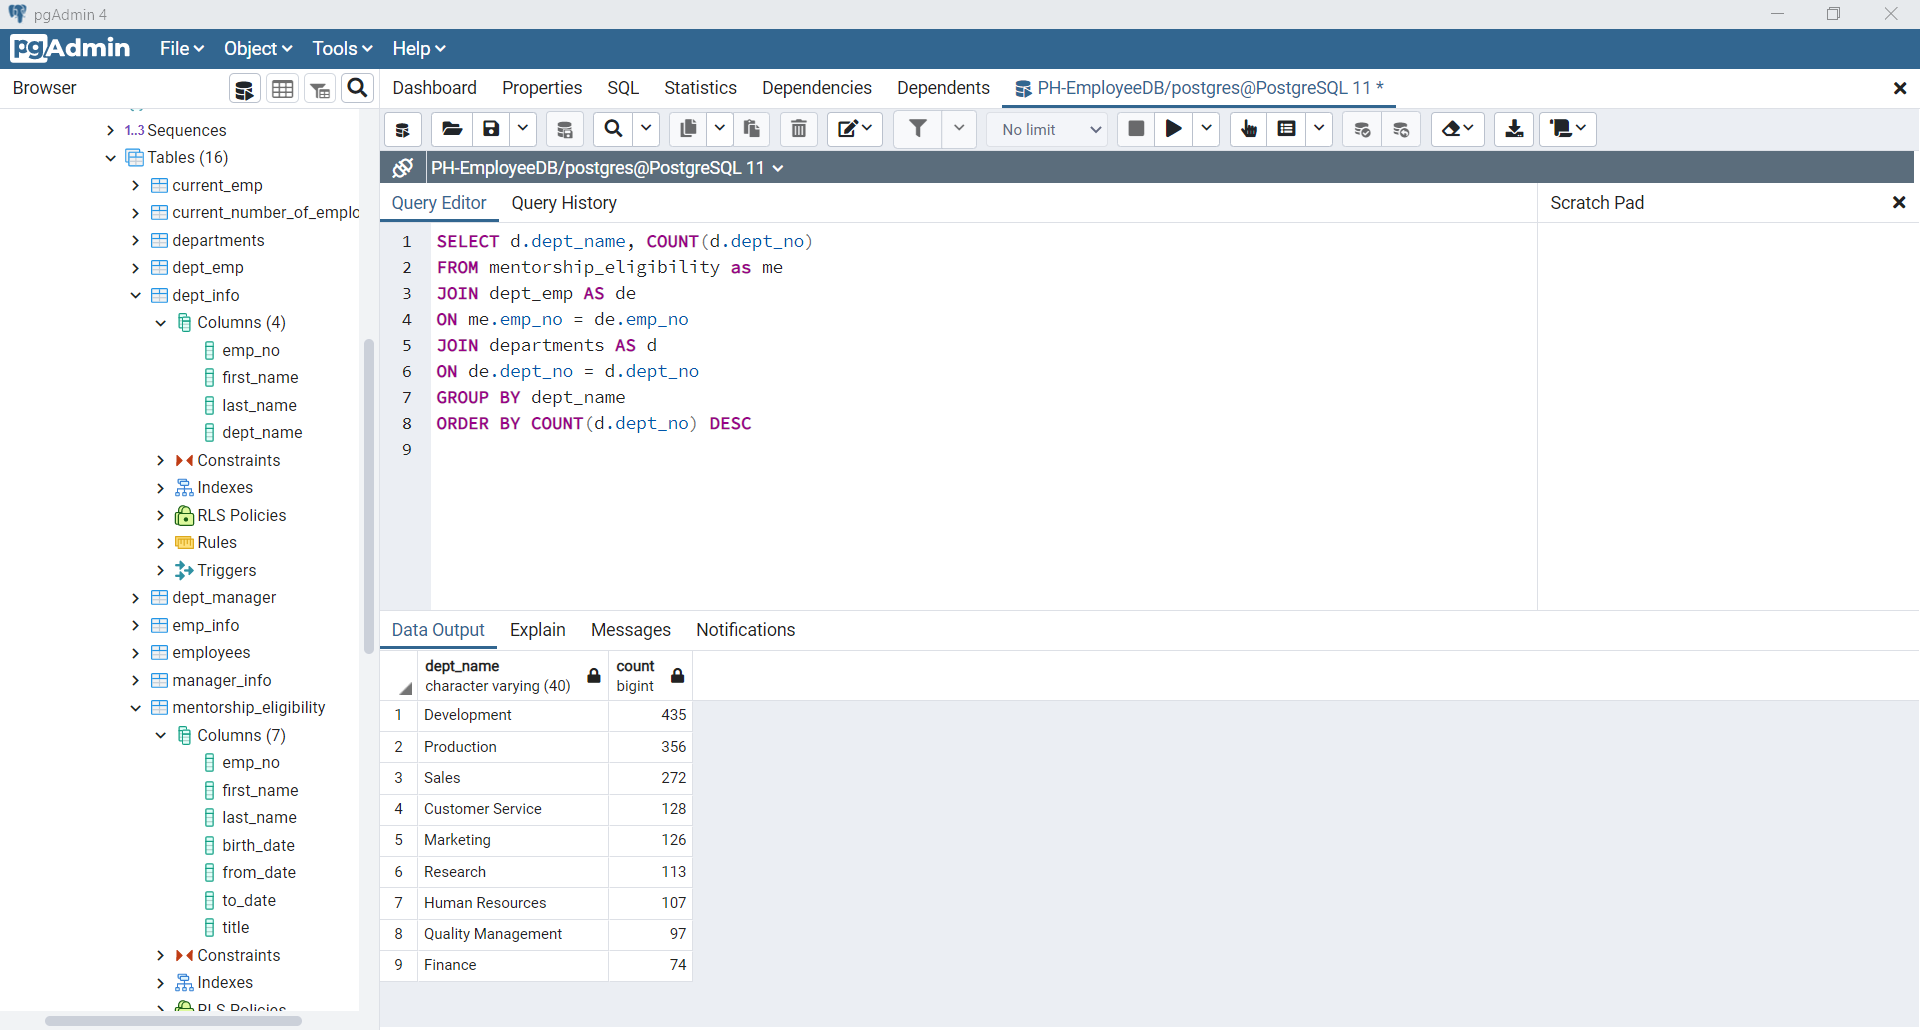 pgAdmin 4
pgAdmin File Object Tools Help
Browser
Dashboard Properties SQL Statistics Dependencies Dependents PH-EmployeeDB/postgres@PostgreSQL 11 *
No limit
PH-EmployeeDB/postgres@PostgreSQL 11
1..3 Sequences
Tables (16)
current_emp
current_number_of_emplo
departments
dept_emp
dept_info
Columns (4)
emp_no
first_name
last_name
dept_name
Constraints
Indexes
RLS Policies
Rules
Triggers
dept_manager
emp_info
employees
manager_info
mentorship_eligibility
Columns (7)
emp_no
first_name
last_name
birth_date
from_date
to_date
title
Constraints
Indexes
RLS Policies
Query Editor Query History
Scratch Pad
1 SELECT d.dept_name, COUNT(d.dept_no)
2 FROM mentorship_eligibility as me
3 JOIN dept_emp AS de
4 ON me.emp_no = de.emp_no
5 JOIN departments AS d
6 ON de.dept_no = d.dept_no
7 GROUP BY dept_name
8 ORDER BY COUNT(d.dept_no) DESC
9
Data Output Explain Messages Notifications
dept_name count
character varying (40) bigint
1 Development 435
2 Production 356
3 Sales 272
4 Customer Service 128
5 Marketing 126
6 Research 113
7 Human Resources 107
8 Quality Management 97
9 Finance 74